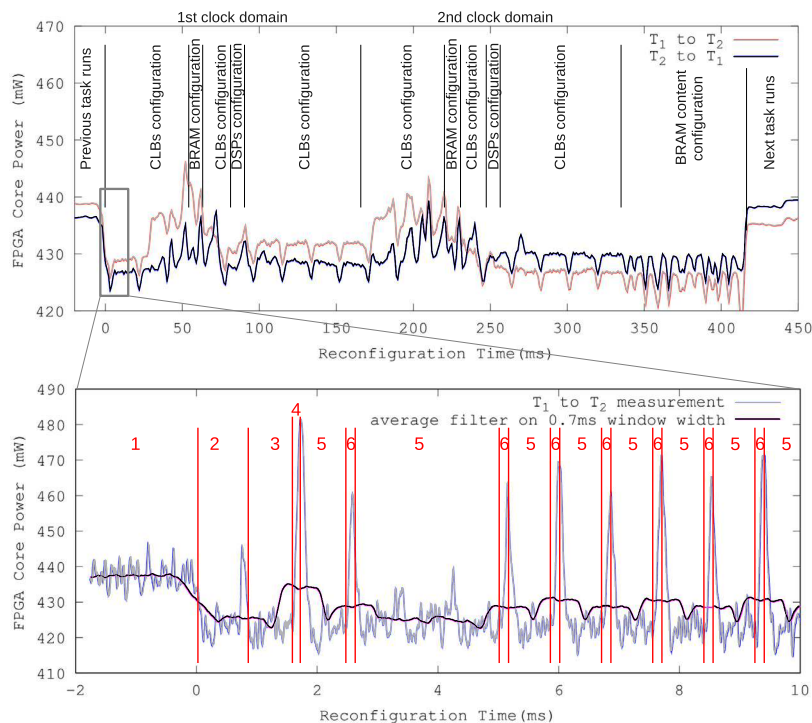 1st clock domain
2nd clock domain
470
460
450
440
430
420
FPGA Core Power (mW)
T1 to T2
T2 to T1
Previous task runs
CLBs configuration
BRAM configuration
CLBs configuration
DSPs configuration
CLBs configuration
CLBs configuration
BRAM configuration
CLBs configuration
DSPs configuration
CLBs configuration
BRAM content
configuration
Next task runs
0
50
100
150
200
250
300
350
400
450
Reconfiguration Time(ms)
490
480
470
460
450
440
430
420
410
FPGA Core Power (mW)
T1 to T2 measurement
average filter on 0.7ms window width
1
2
3
4
5
6
5
6
5
6
5
6
5
6
5
6
5
6
5
-2
0
2
4
6
8
10
Reconfiguration Time(ms)